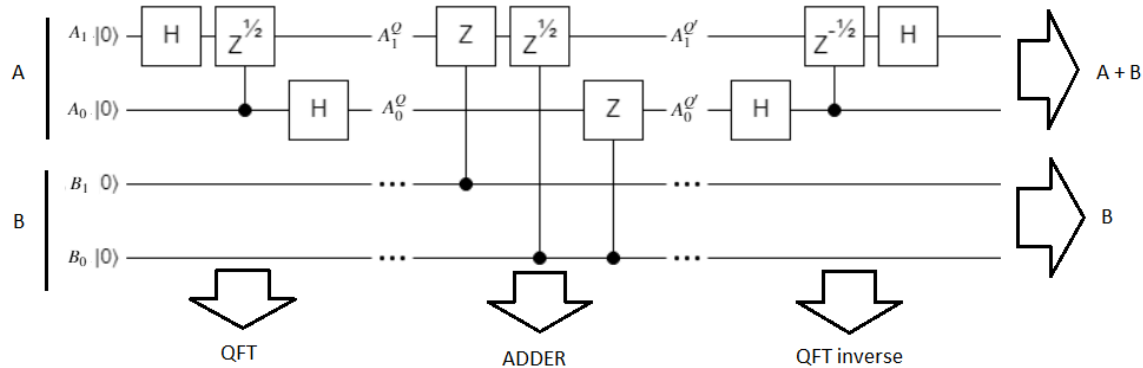 A₁ |0⟩ H Z^½ A₁^Q Z Z^½ A₁^Q′ Z^-½ H
A
A + B
A₀ |0⟩ H A₀^Q Z A₀^Q′ H
B₁ 0⟩ ... ...
B
B
B₀ |0⟩ ... ...
QFT
ADDER
QFT inverse